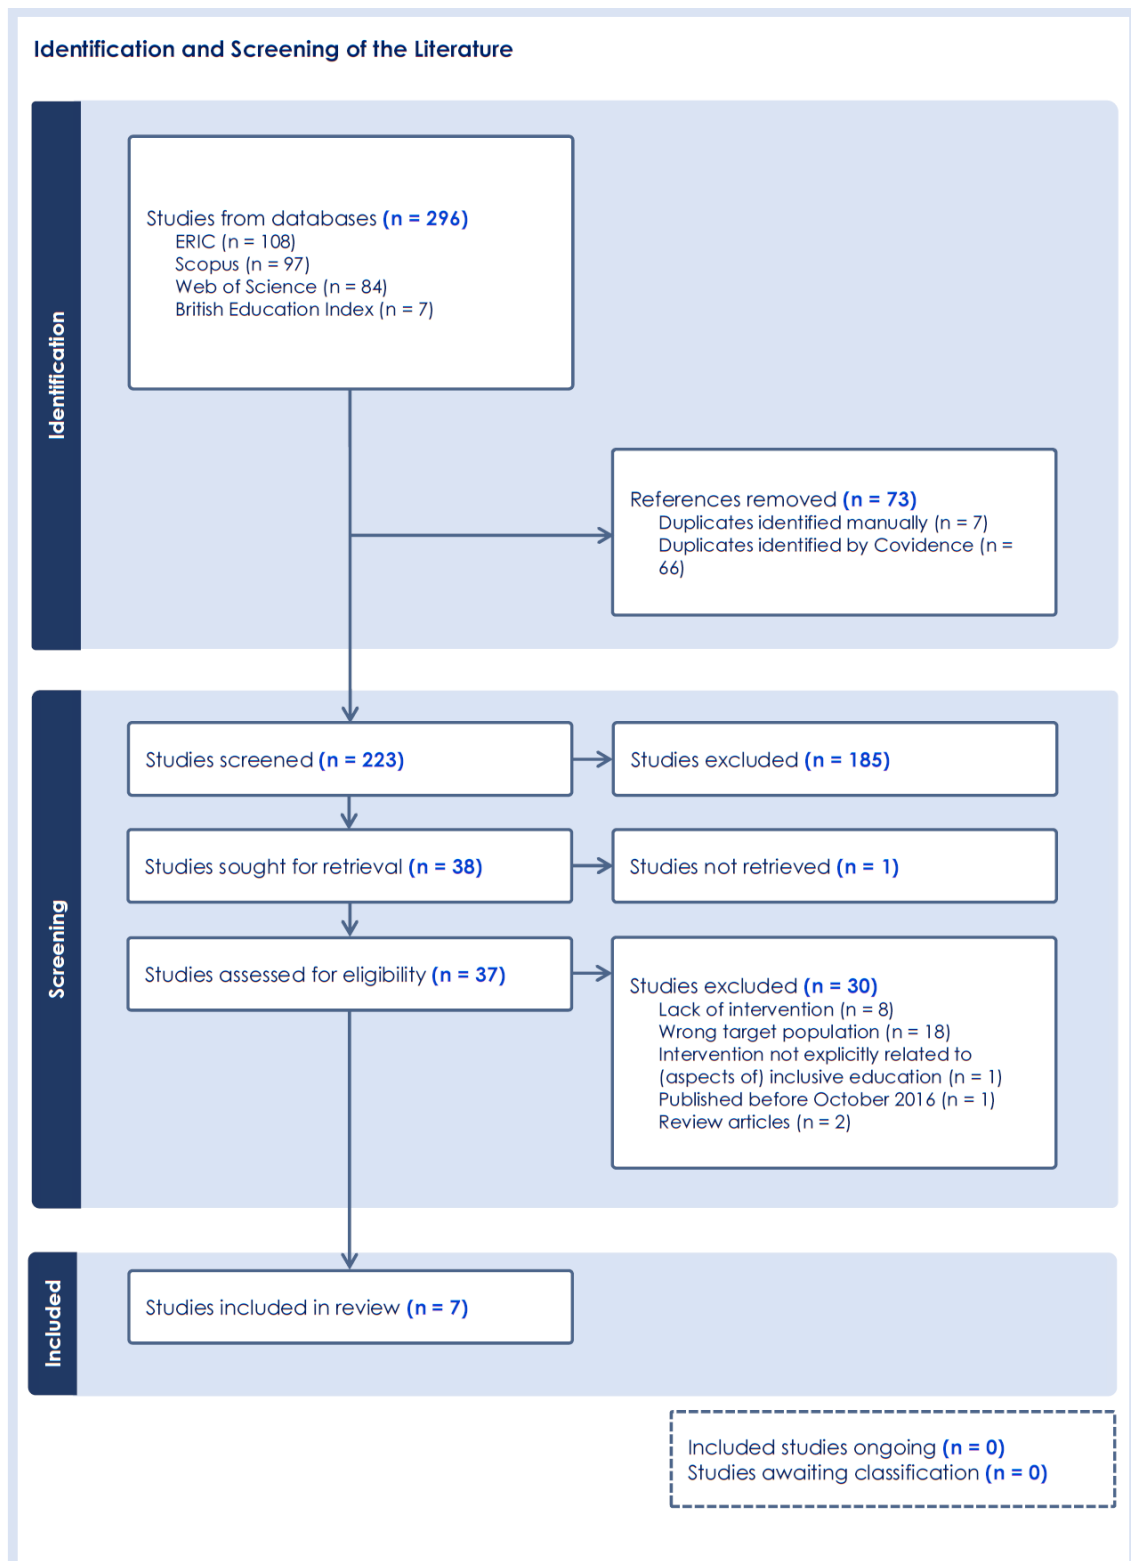 Identification and Screening of the Literature
Identification
Studies from databases (n = 296)
ERIC (n = 108)
Scopus (n = 97)
Web of Science (n = 84)
British Education Index (n = 7)
References removed (n = 73)
Duplicates identified manually (n = 7)
Duplicates identified by Covidence (n =
66)
Screening
Studies screened (n = 223)
Studies excluded (n = 185)
Studies sought for retrieval (n = 38)
Studies not retrieved (n = 1)
Studies assessed for eligibility (n = 37)
Studies excluded (n = 30)
Lack of intervention (n = 8)
Wrong target population (n = 18)
Intervention not explicitly related to
(aspects of) inclusive education (n = 1)
Published before October 2016 (n = 1)
Review articles (n = 2)
Included
Studies included in review (n = 7)
Included studies ongoing (n = 0)
Studies awaiting classification (n = 0)